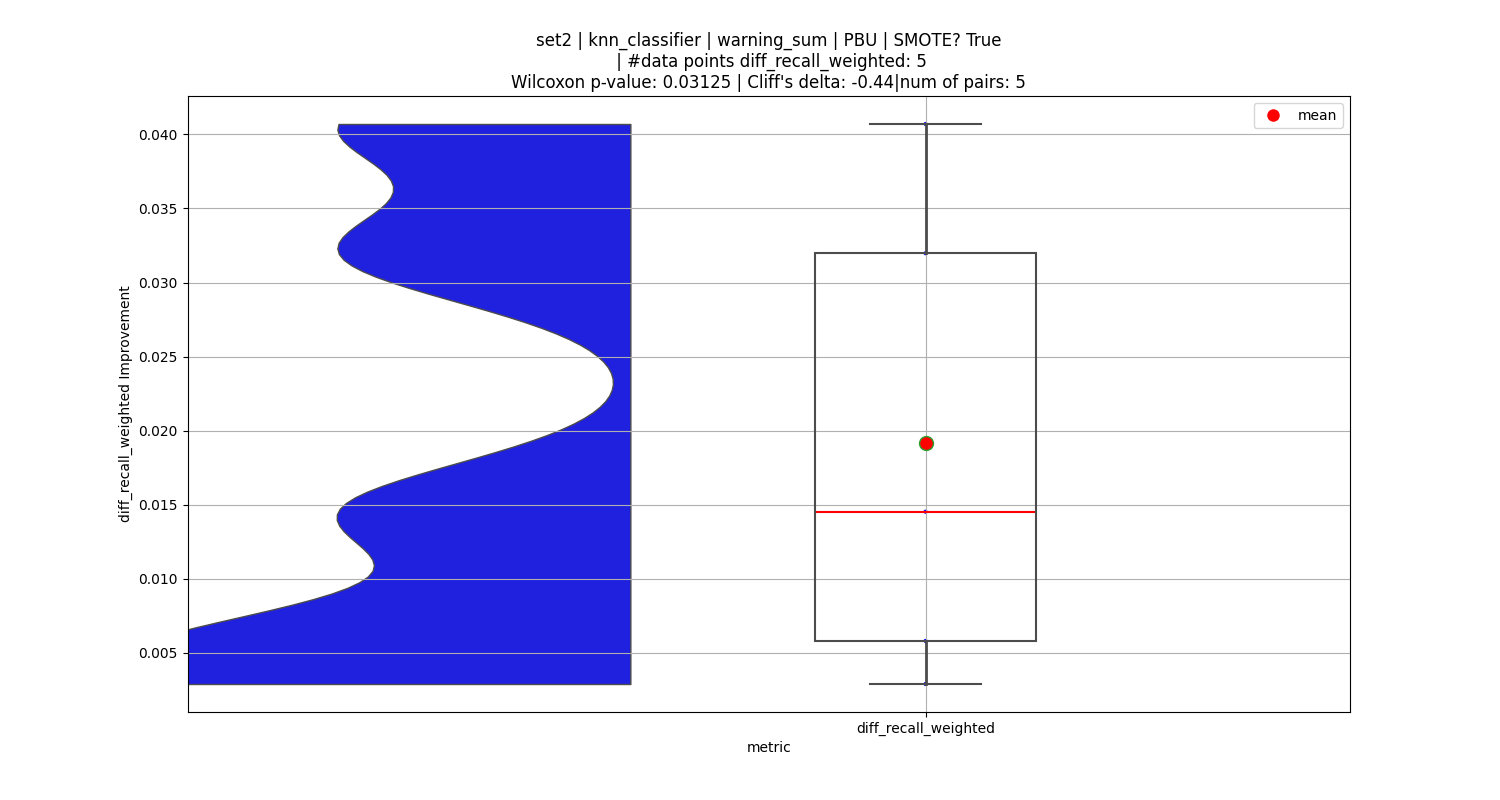 set2 | knn_classifier | warning_sum | PBU | SMOTE? True
| #data points diff_recall_weighted: 5
Wilcoxon p-value: 0.03125 | Cliff's delta: -0.44|num of pairs: 5
mean
0.040
0.035
0.030
0.025
0.020
0.015
0.010
0.005
diff_recall_weighted Improvement
diff_recall_weighted
metric